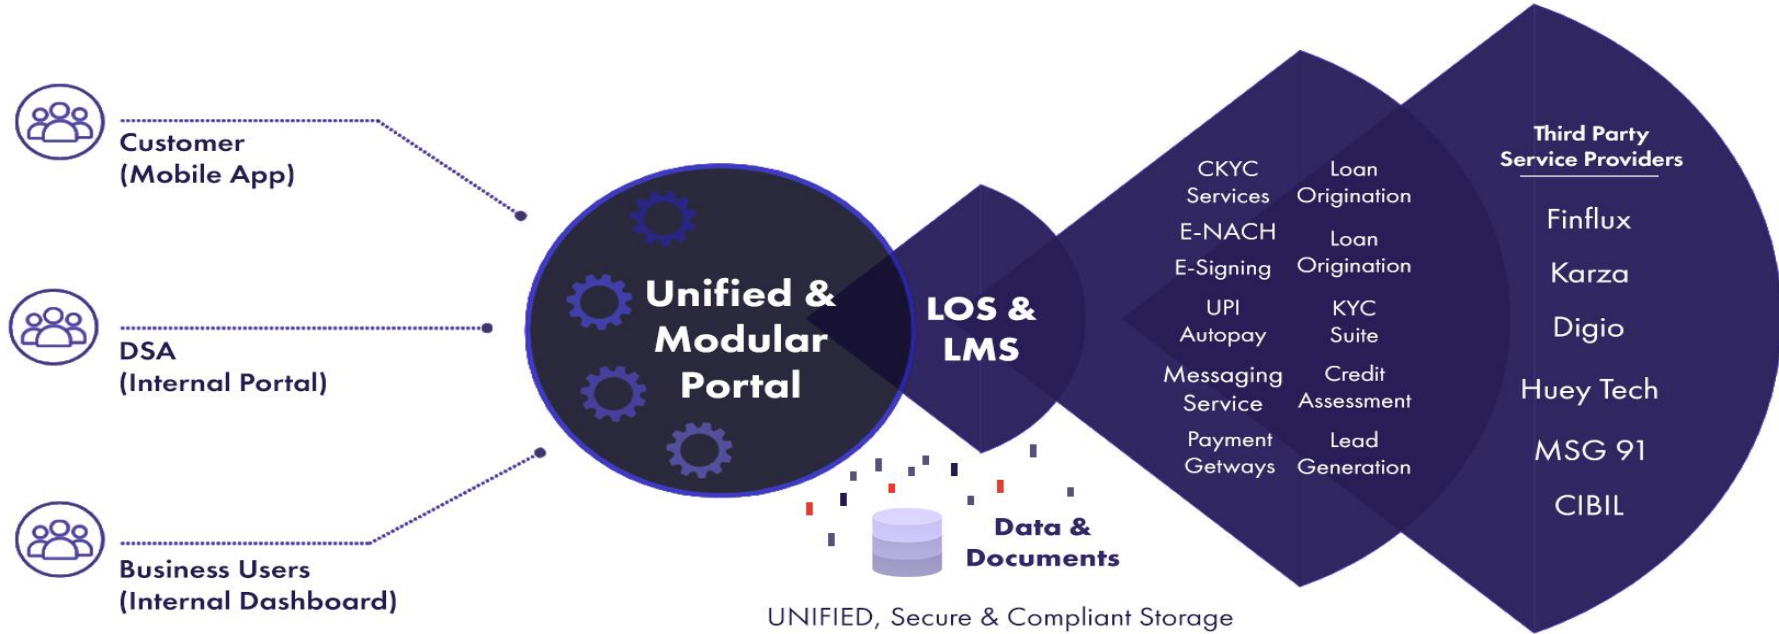 Customer
(Mobile App)
DSA
(Internal Portal)
Business Users
(Internal Dashboard)
Unified &
Modular
Portal
LOS &
LMS
Data &
Documents
UNIFIED, Secure & Compliant Storage
CKYC
Services
E-NACH
E-Signing
UPI
Autopay
Messaging
Service
Payment
Getways
Loan
Origination
Loan
Origination
KYC
Suite
Credit
Assessment
Lead
Generation
Third Party
Service Providers
Finflux
Karza
Digio
Huey Tech
MSG 91
CIBIL